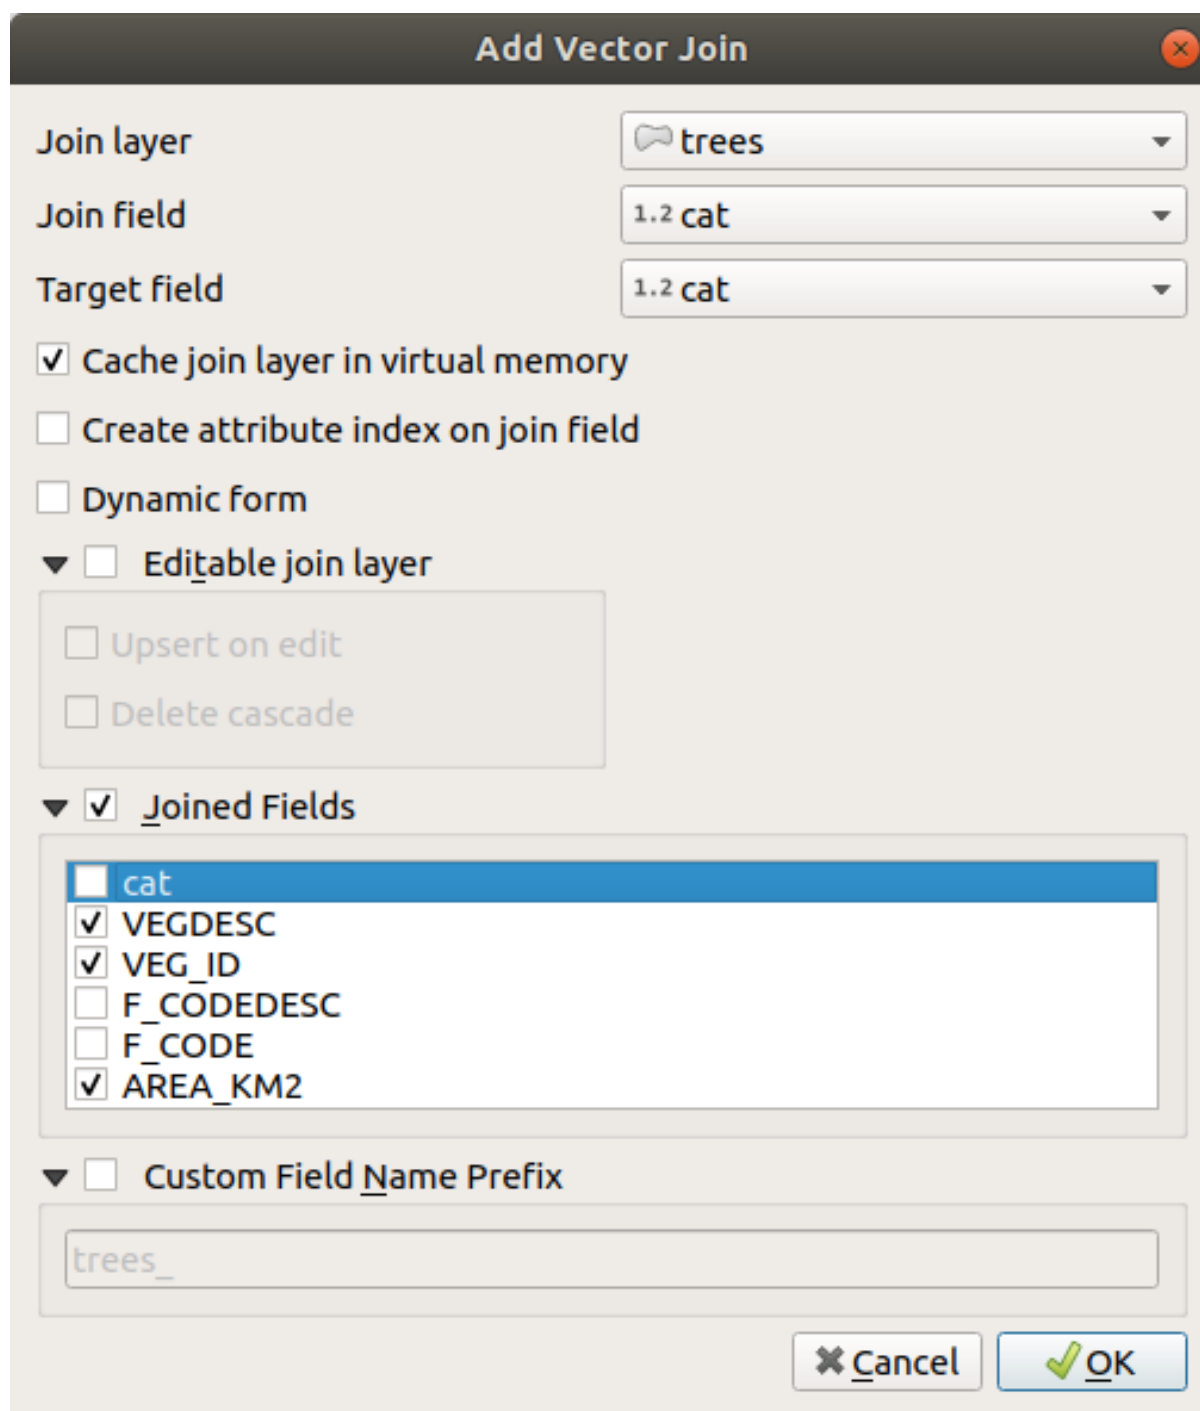 Add Vector Join
Join layer trees
Join field 1.2 cat
Target field 1.2 cat
Cache join layer in virtual memory
Create attribute index on join field
Dynamic form
Editable join layer
Upsert on edit
Delete cascade
Joined Fields
cat
VEGDESC
VEG_ID
F_CODEDESC
F_CODE
AREA_KM2
Custom Field Name Prefix
trees_
Cancel OK